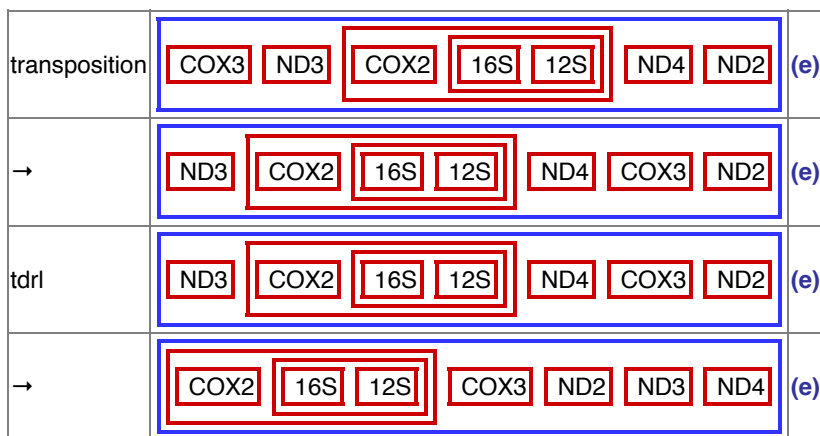 transposition COX3 ND3 COX2 16S 12S ND4 ND2 (e)
→ ND3 COX2 16S 12S ND4 COX3 ND2 (e)
tdrl ND3 COX2 16S 12S ND4 COX3 ND2 (e)
→ COX2 16S 12S COX3 ND2 ND3 ND4 (e)